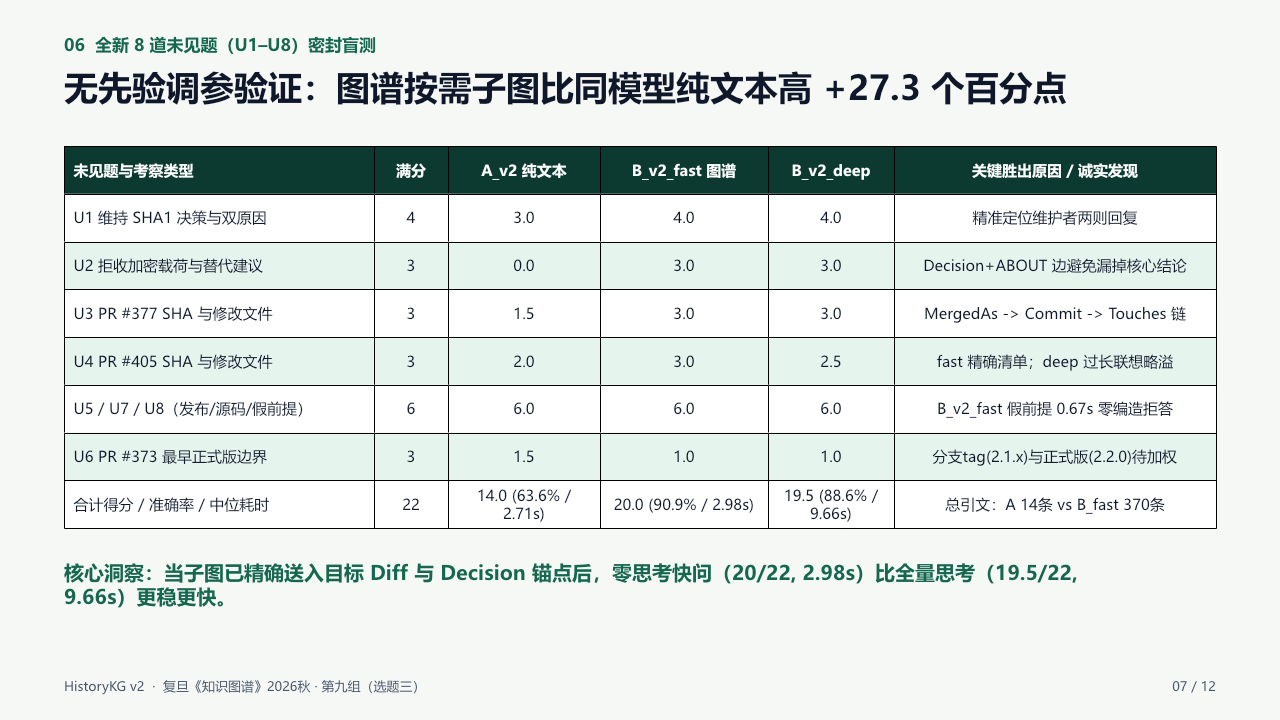 06 全新 8 道未见题（U1–U8）密封盲测
无先验调参验证：图谱按需子图比同模型纯文本高 +27.3 个百分点
未见题与考察类型 满分 A_v2 纯文本 B_v2_fast 图谱 B_v2_deep 关键胜出原因 / 诚实发现
U1 维持 SHA1 决策与双原因 4 3.0 4.0 4.0 精准定位维护者两则回复
U2 拒收加密载荷与替代建议 3 0.0 3.0 3.0 Decision+ABOUT 边避免漏掉核心结论
U3 PR #377 SHA 与修改文件 3 1.5 3.0 3.0 MergedAs -> Commit -> Touches 链
U4 PR #405 SHA 与修改文件 3 2.0 3.0 2.5 fast 精确清单；deep 过长联想略溢
U5 / U7 / U8（发布/源码/假前提） 6 6.0 6.0 6.0 B_v2_fast 假前提 0.67s 零编造拒答
U6 PR #373 最早正式版边界 3 1.5 1.0 1.0 分支tag(2.1.x)与正式版(2.2.0)待加权
合计得分 / 准确率 / 中位耗时 22 14.0 (63.6% / 2.71s) 20.0 (90.9% / 2.98s) 19.5 (88.6% / 9.66s) 总引文：A 14条 vs B_fast 370条
核心洞察：当子图已精确送入目标 Diff 与 Decision 锚点后，零思考快问（20/22, 2.98s）比全量思考（19.5/22,
9.66s）更稳更快。
HistoryKG v2 · 复旦《知识图谱》2026秋 · 第九组（选题三）
07 / 12